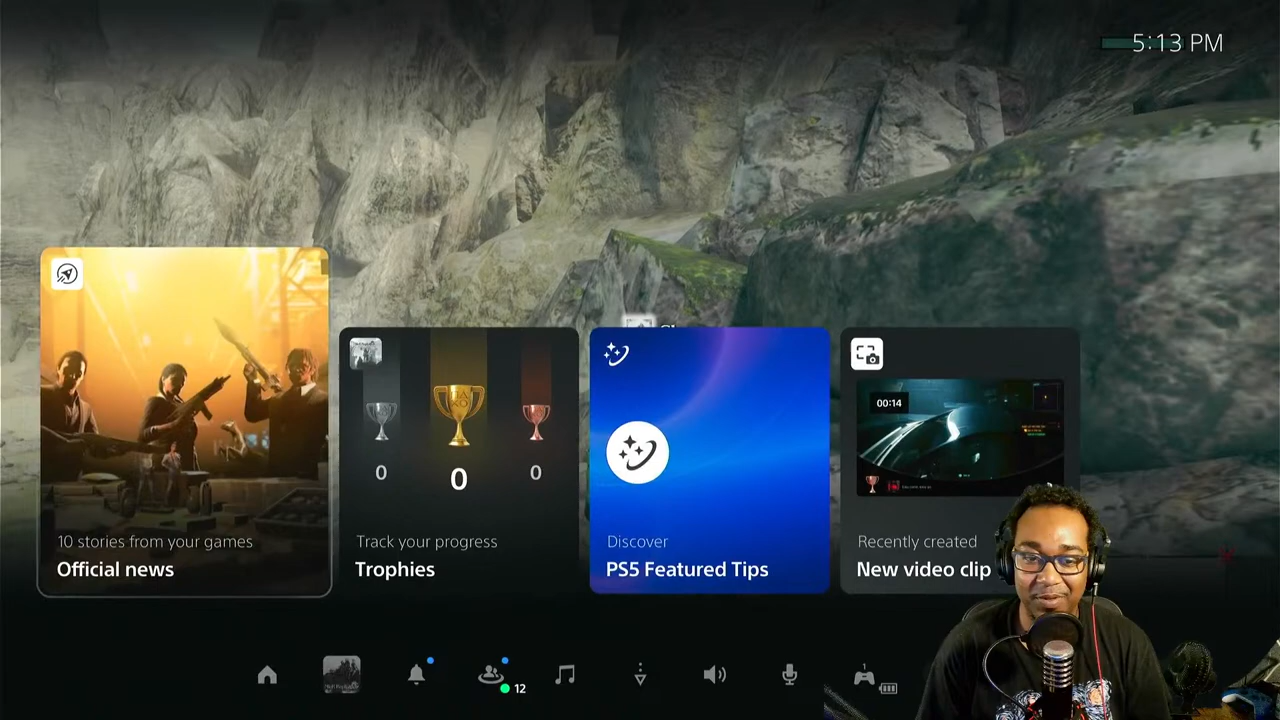 5:13 PM
10 stories from your games
Official news
0
0
0
Track your progress
Trophies
Discover
PS5 Featured Tips
00:14
Recently created
New video clip
12
1